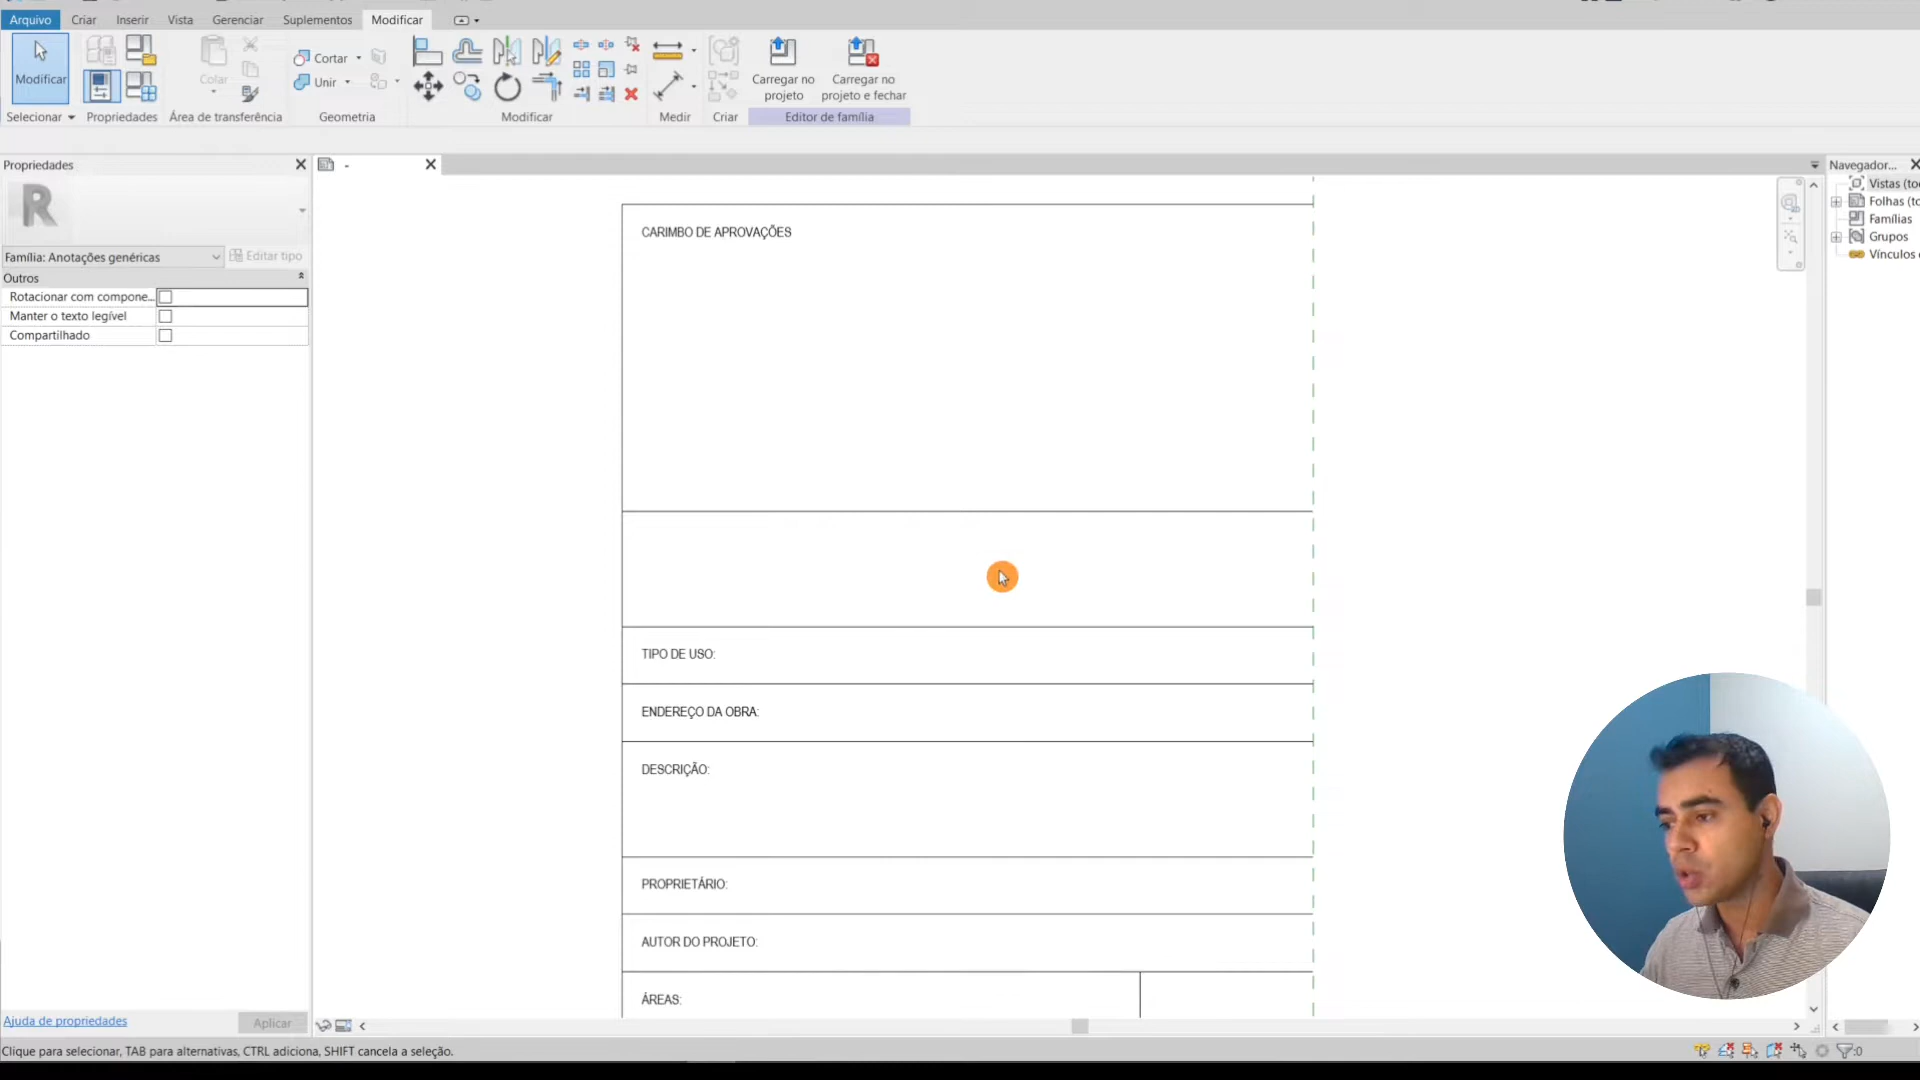 Arquivo Criar Inserir Vista Gerenciar Suplementos Modificar
Modificar
Colar
Cortar
Unir
Carregar no projeto
Carregar no projeto e fechar
Selecionar Propriedades Área de transferência Geometria Modificar Medir Criar Editor de família
Propriedades
-
Navegador...
R
Família: Anotações genéricas
Editar tipo
Outros
Rotacionar com compone...
Manter o texto legível
Compartilhado
Vistas (to
Folhas (to
Famílias
Grupos
Vínculos
CARIMBO DE APROVAÇÕES
TIPO DE USO:
ENDEREÇO DA OBRA:
DESCRIÇÃO:
PROPRIETÁRIO:
AUTOR DO PROJETO:
ÁREAS:
Ajuda de propriedades
Aplicar
Clique para selecionar, TAB para alternativas, CTRL adiciona, SHIFT cancela a seleção.
:0